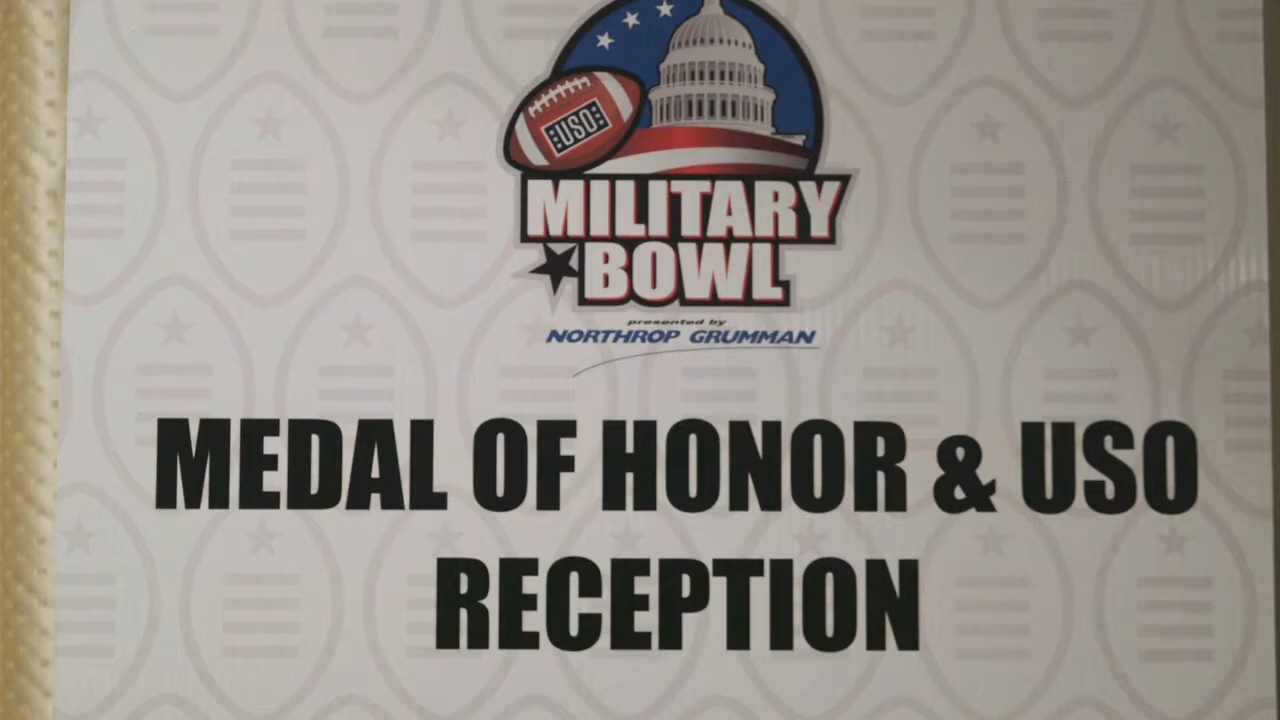 USO
MILITARY
BOWL
presented by
NORTHROP GRUMMAN
MEDAL OF HONOR & USO
RECEPTION